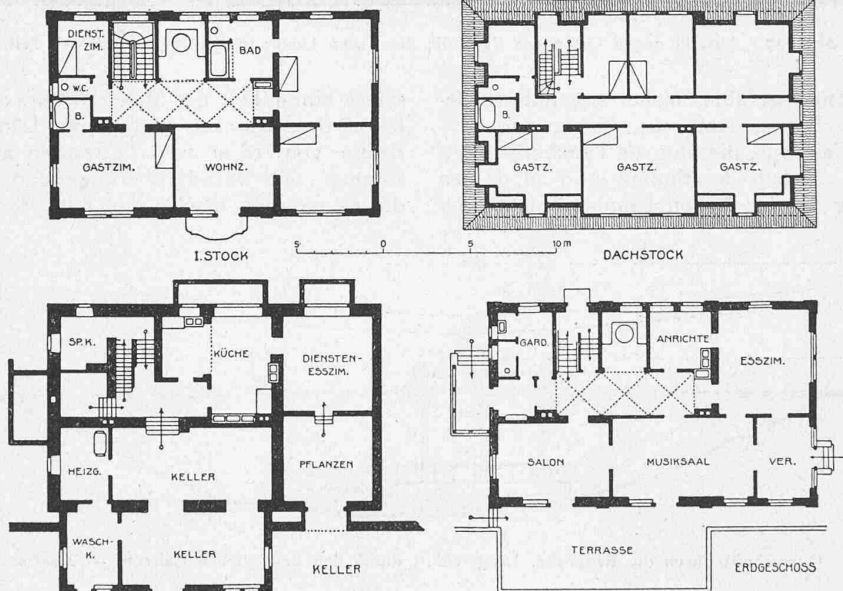 DIENST.
ZIM.
BAD
W.C.
B.
GASTZIM.
WOHNZ.
I. STOCK
B.
GASTZ.
GASTZ.
GASTZ.
DACHSTOCK
5 0 5 10 m
SP.K.
KÜCHE
DIENSTEN-
ESSZIM.
HEIZG.
KELLER
PFLANZEN
WASCH-
K.
KELLER
KELLER
GARD.
ANRICHTE
ESSZIM.
SALON
MUSIKSAAL
VER.
TERRASSE
ERDGESCHOSS